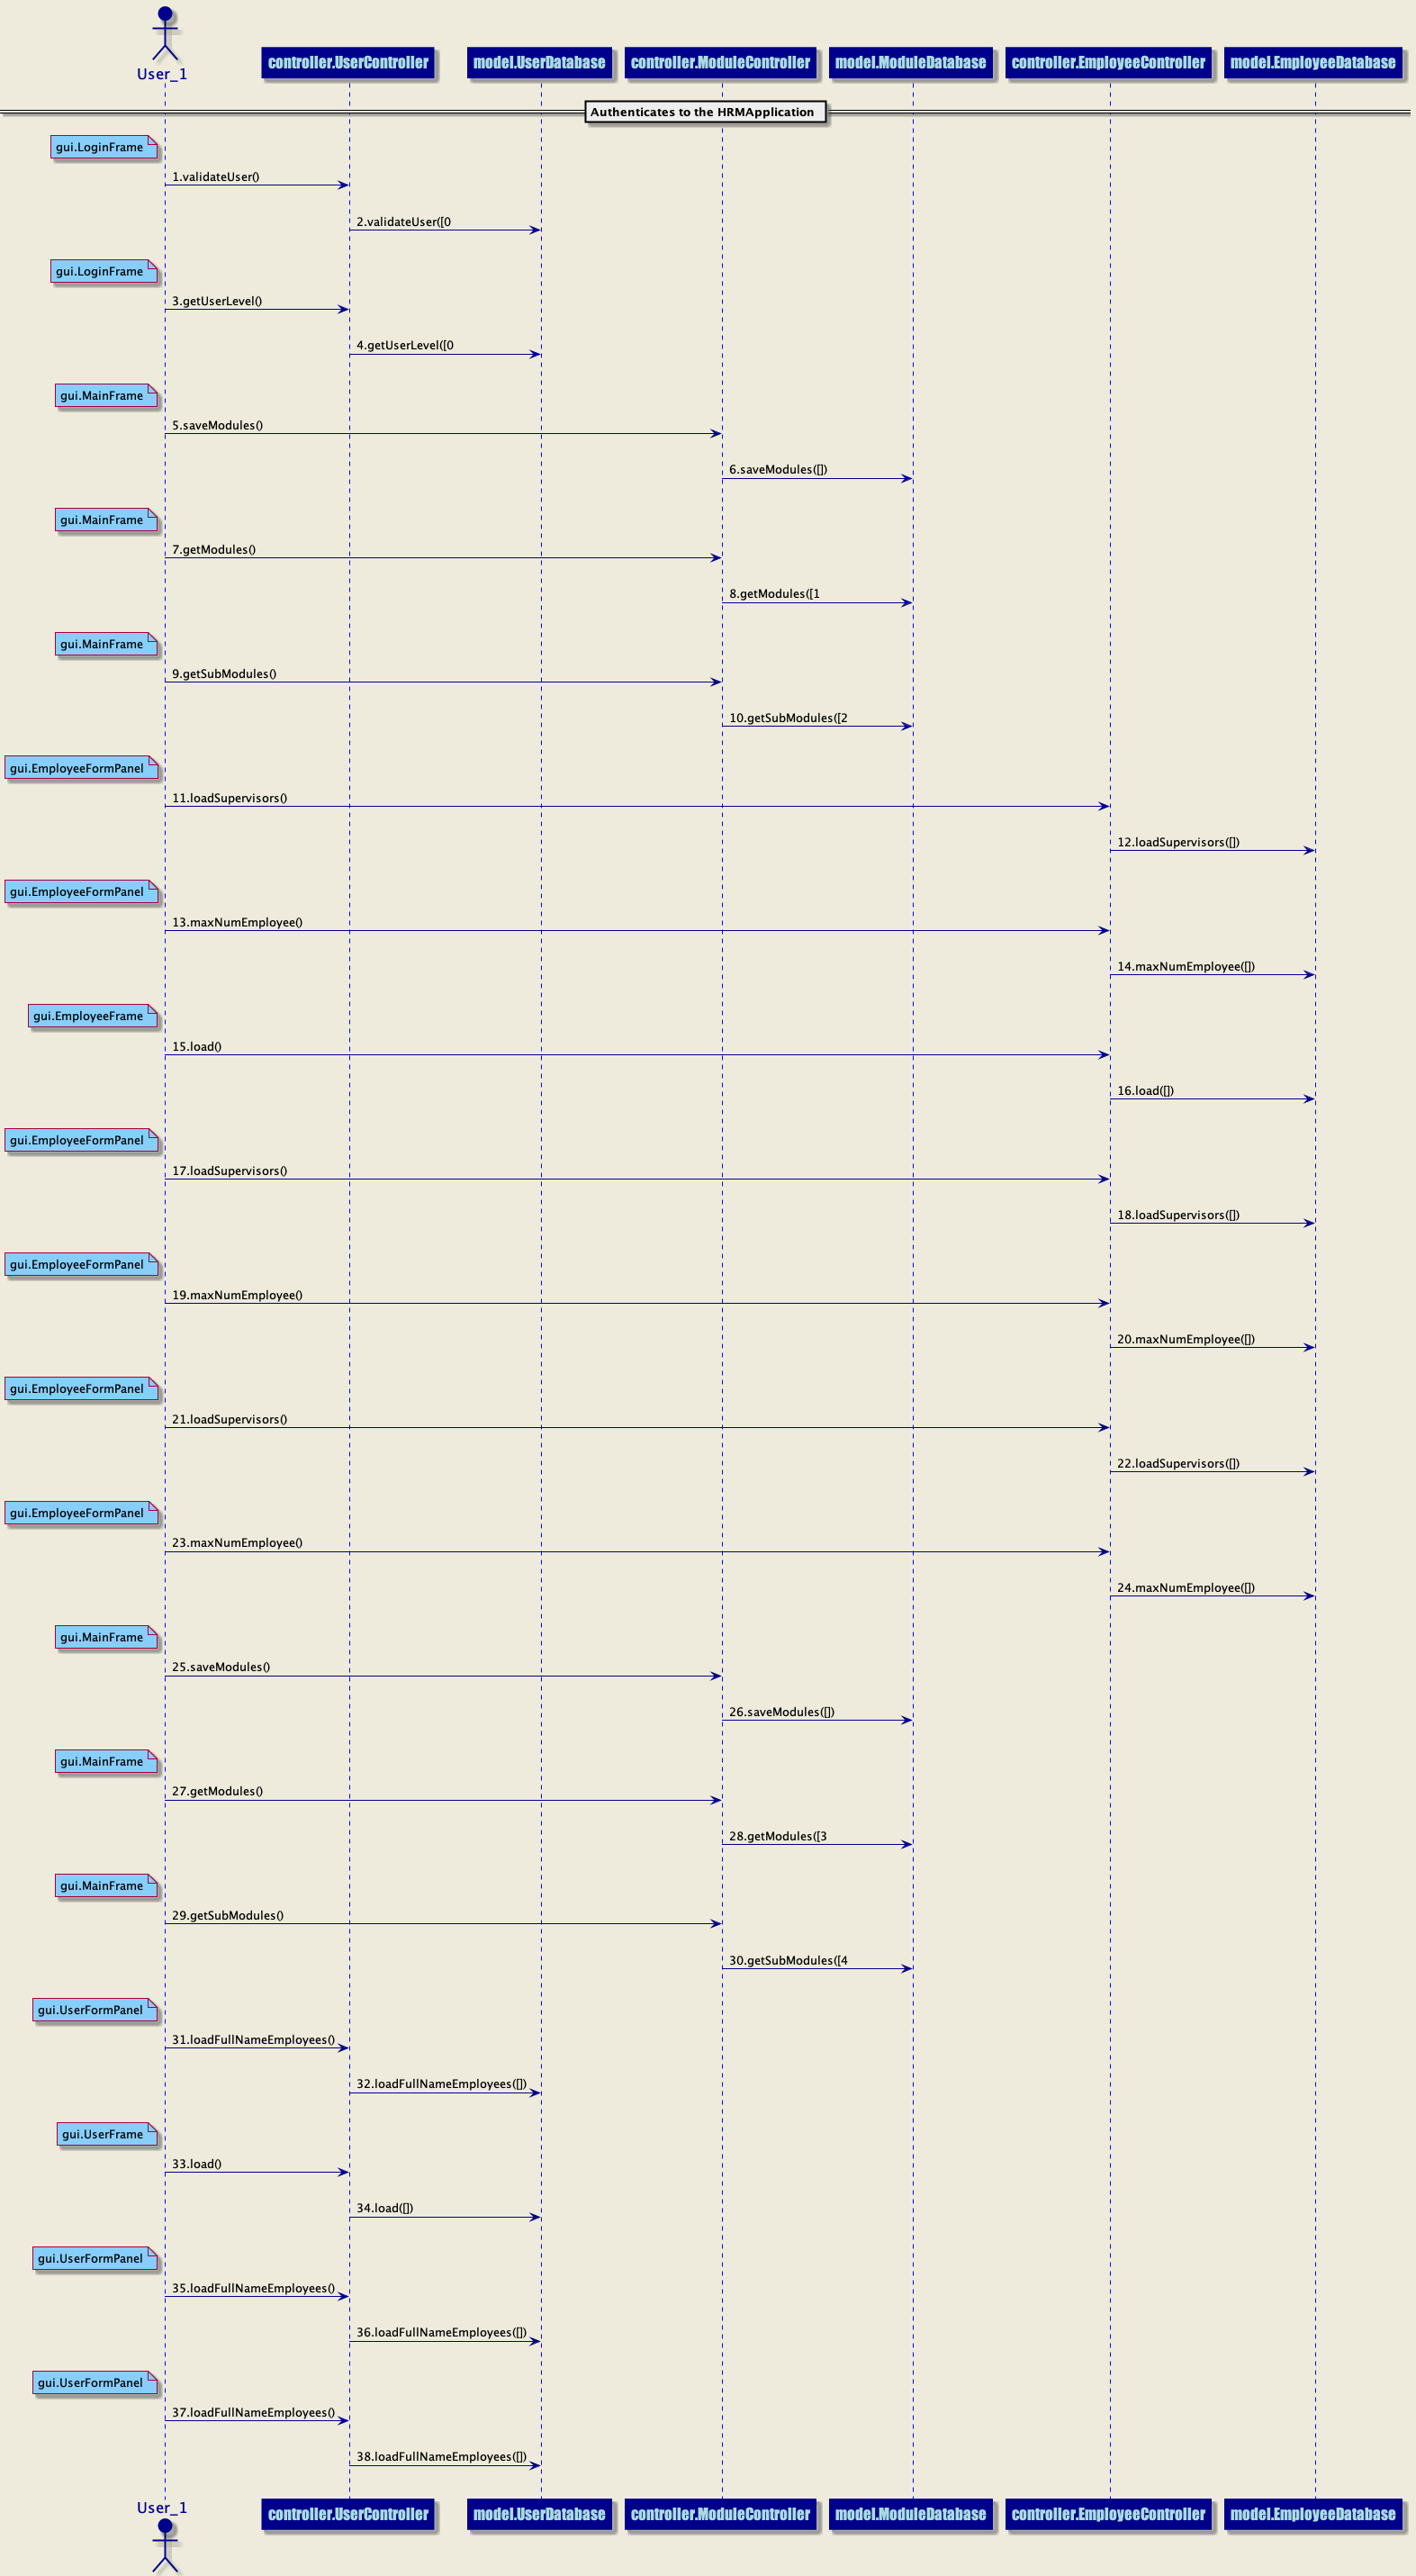 User_1
controller.UserController
model.UserDatabase
controller.ModuleController
model.ModuleDatabase
controller.EmployeeController
model.EmployeeDatabase
Authenticates to the HRMApplication
gui.LoginFrame
1.validateUser()
2.validateUser([0
gui.LoginFrame
3.getUserLevel()
4.getUserLevel([0
gui.MainFrame
5.saveModules()
6.saveModules([])
gui.MainFrame
7.getModules()
8.getModules([1
gui.MainFrame
9.getSubModules()
10.getSubModules([2
gui.EmployeeFormPanel
11.loadSupervisors()
12.loadSupervisors([])
gui.EmployeeFormPanel
13.maxNumEmployee()
14.maxNumEmployee([])
gui.EmployeeFrame
15.load()
16.load([])
gui.EmployeeFormPanel
17.loadSupervisors()
18.loadSupervisors([])
gui.EmployeeFormPanel
19.maxNumEmployee()
20.maxNumEmployee([])
gui.EmployeeFormPanel
21.loadSupervisors()
22.loadSupervisors([])
gui.EmployeeFormPanel
23.maxNumEmployee()
24.maxNumEmployee([])
gui.MainFrame
25.saveModules()
26.saveModules([])
gui.MainFrame
27.getModules()
28.getModules([3
gui.MainFrame
29.getSubModules()
30.getSubModules([4
gui.UserFormPanel
31.loadFullNameEmployees()
32.loadFullNameEmployees([])
gui.UserFrame
33.load()
34.load([])
gui.UserFormPanel
35.loadFullNameEmployees()
36.loadFullNameEmployees([])
gui.UserFormPanel
37.loadFullNameEmployees()
38.loadFullNameEmployees([])
User_1
controller.UserController
model.UserDatabase
controller.ModuleController
model.ModuleDatabase
controller.EmployeeController
model.EmployeeDatabase